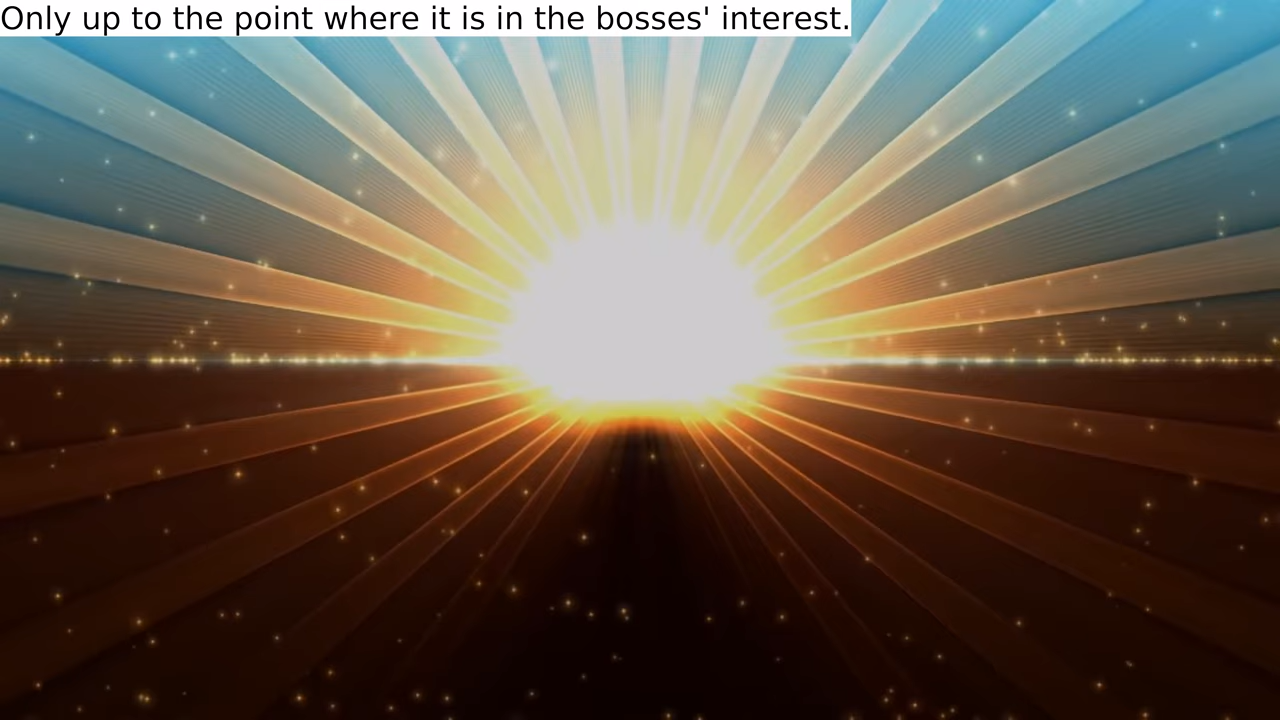 Only up to the point where it is in the bosses' interest.